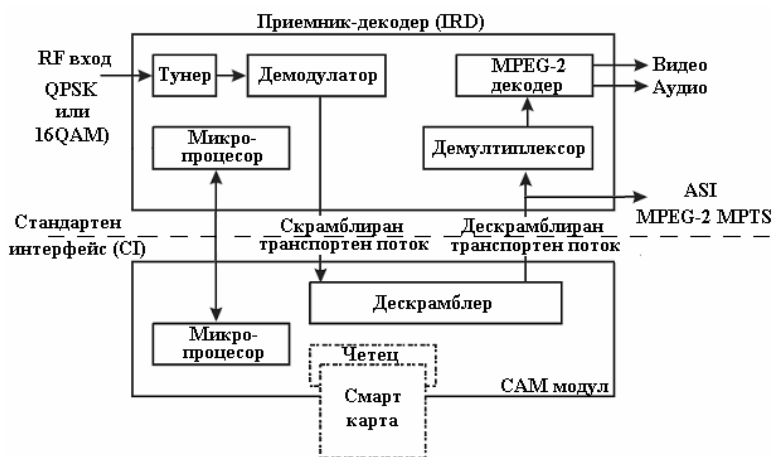 Приемник-декодер (IRD)
RF вход
QPSK
или
16QAM)
Тунер
Демодулатор
MPEG-2
декодер
Видео
Аудио
Микро-
процесор
Демултиплексор
ASI
MPEG-2 MPTS
Стандартен
интерфейс (CI)
Скрамблиран
транспортен поток
Дескрамблиран
транспортен поток
Дескрамблер
Микро-
процесор
Четец
Смарт
карта
CAM модул